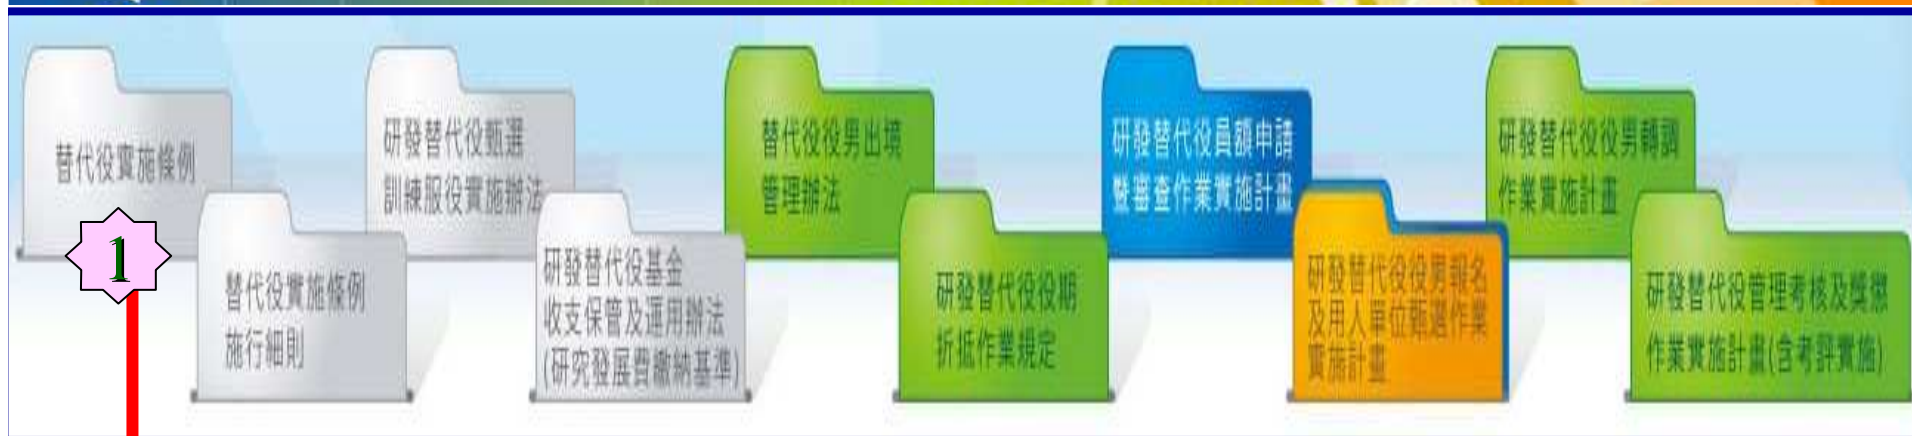 替代役實施條例
1
替代役實施條例
施行細則
研發替代役甄選
訓練服役實施辦法
研發替代役基金
收支保管及運用辦法
(研究發展費繳納基準)
替代役役男出境
管理辦法
研發替代役役期
折抵作業規定
研發替代役員額申請
暨審查作業實施計畫
研發替代役役男報名
及用人單位甄選作業
實施計畫
研發替代役役男轉調
作業實施計畫
研發替代役管理考核及獎懲
作業實施計畫(含考評實施)